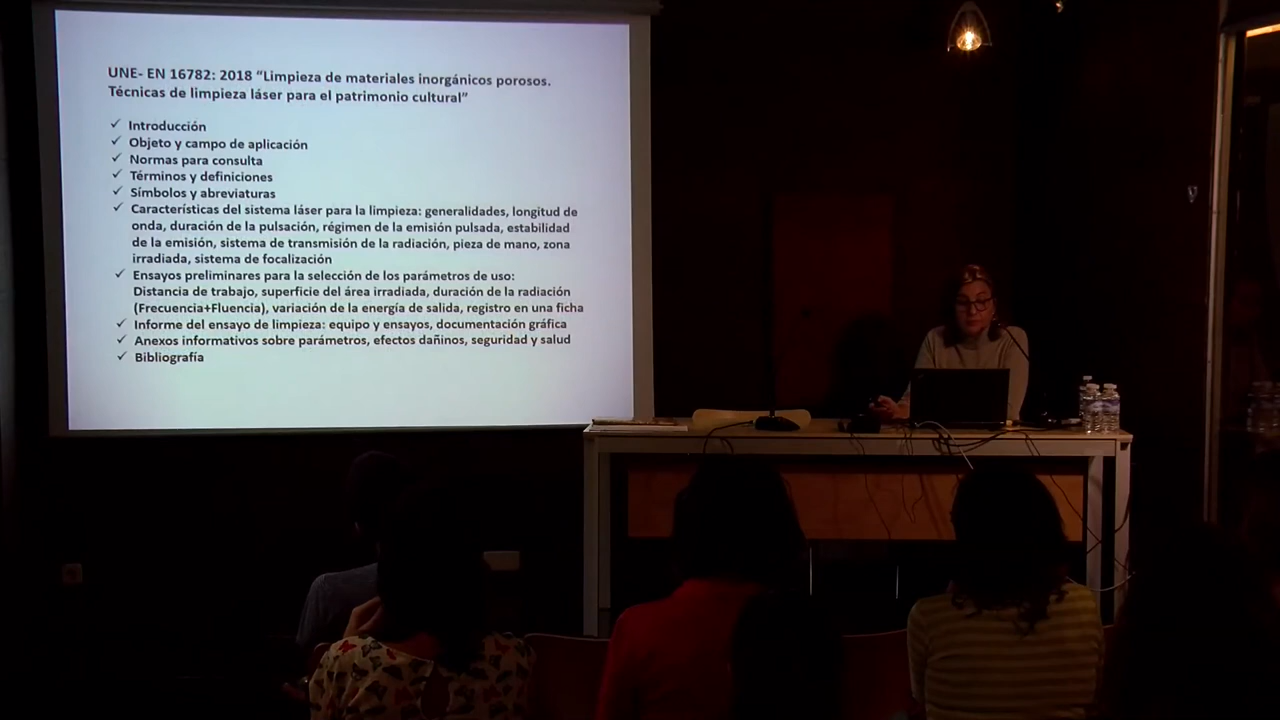 UNE- EN 16782: 2018 “Limpieza de materiales inorgánicos porosos.
Técnicas de limpieza láser para el patrimonio cultural”
✓ Introducción
✓ Objeto y campo de aplicación
✓ Normas para consulta
✓ Términos y definiciones
✓ Símbolos y abreviaturas
✓ Características del sistema láser para la limpieza: generalidades, longitud de
onda, duración de la pulsación, régimen de la emisión pulsada, estabilidad
de la emisión, sistema de transmisión de la radiación, pieza de mano, zona
irradiada, sistema de focalización
✓ Ensayos preliminares para la selección de los parámetros de uso:
Distancia de trabajo, superficie del área irradiada, duración de la radiación
(Frecuencia+Fluencia), variación de la energía de salida, registro en una ficha
✓ Informe del ensayo de limpieza: equipo y ensayos, documentación gráfica
✓ Anexos informativos sobre parámetros, efectos dañinos, seguridad y salud
✓ Bibliografía